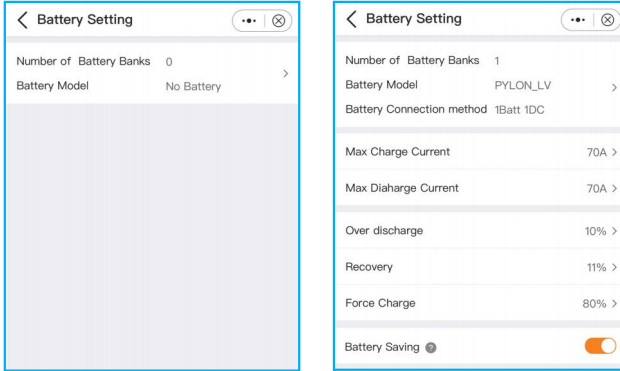 Battery Setting
Number of Battery Banks 0
Battery Model No Battery
Battery Setting
Number of Battery Banks 1
Battery Model PYLON_LV
Battery Connection method 1Batt 1DC
Max Charge Current 70A
Max Diaharge Current 70A
Over discharge 10%
Recovery 11%
Force Charge 80%
Battery Saving ?